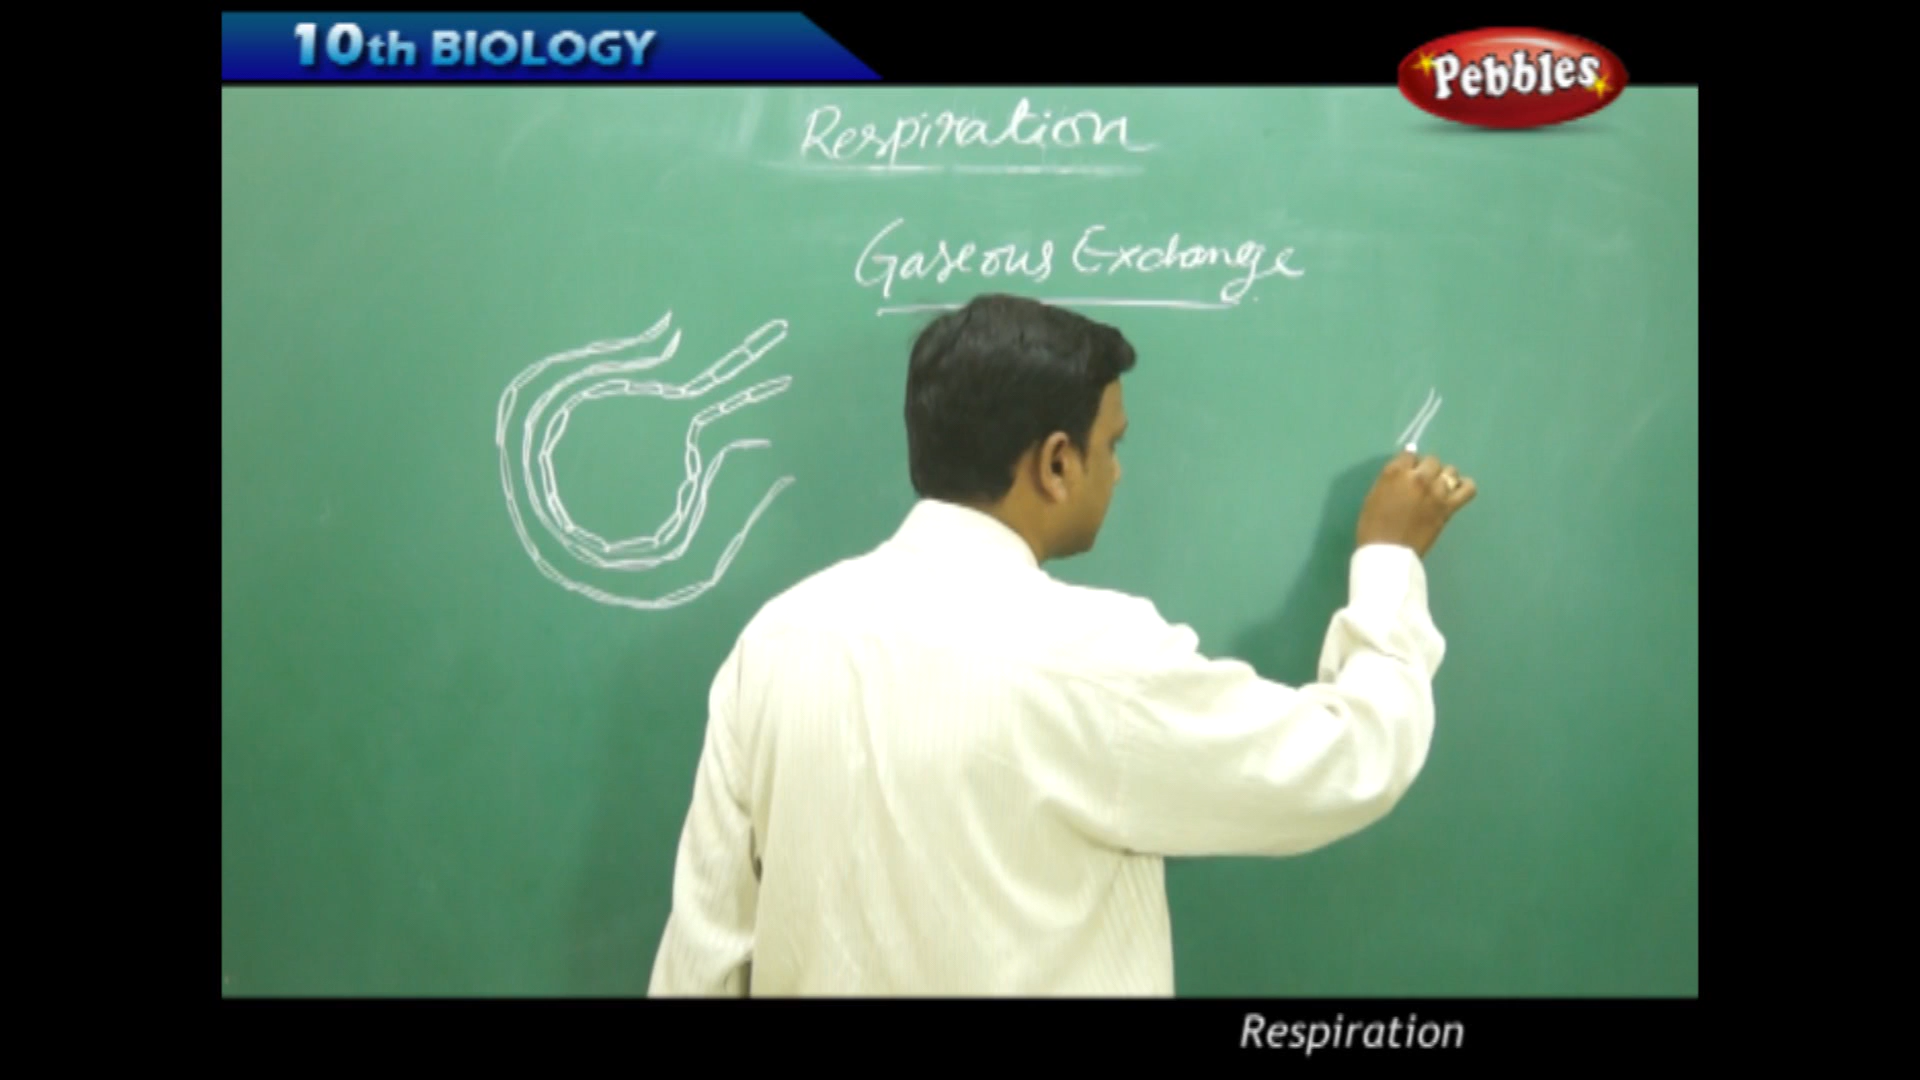 10th BIOLOGY
Pebbles
Respiration
Gaseous Exchange
Respiration